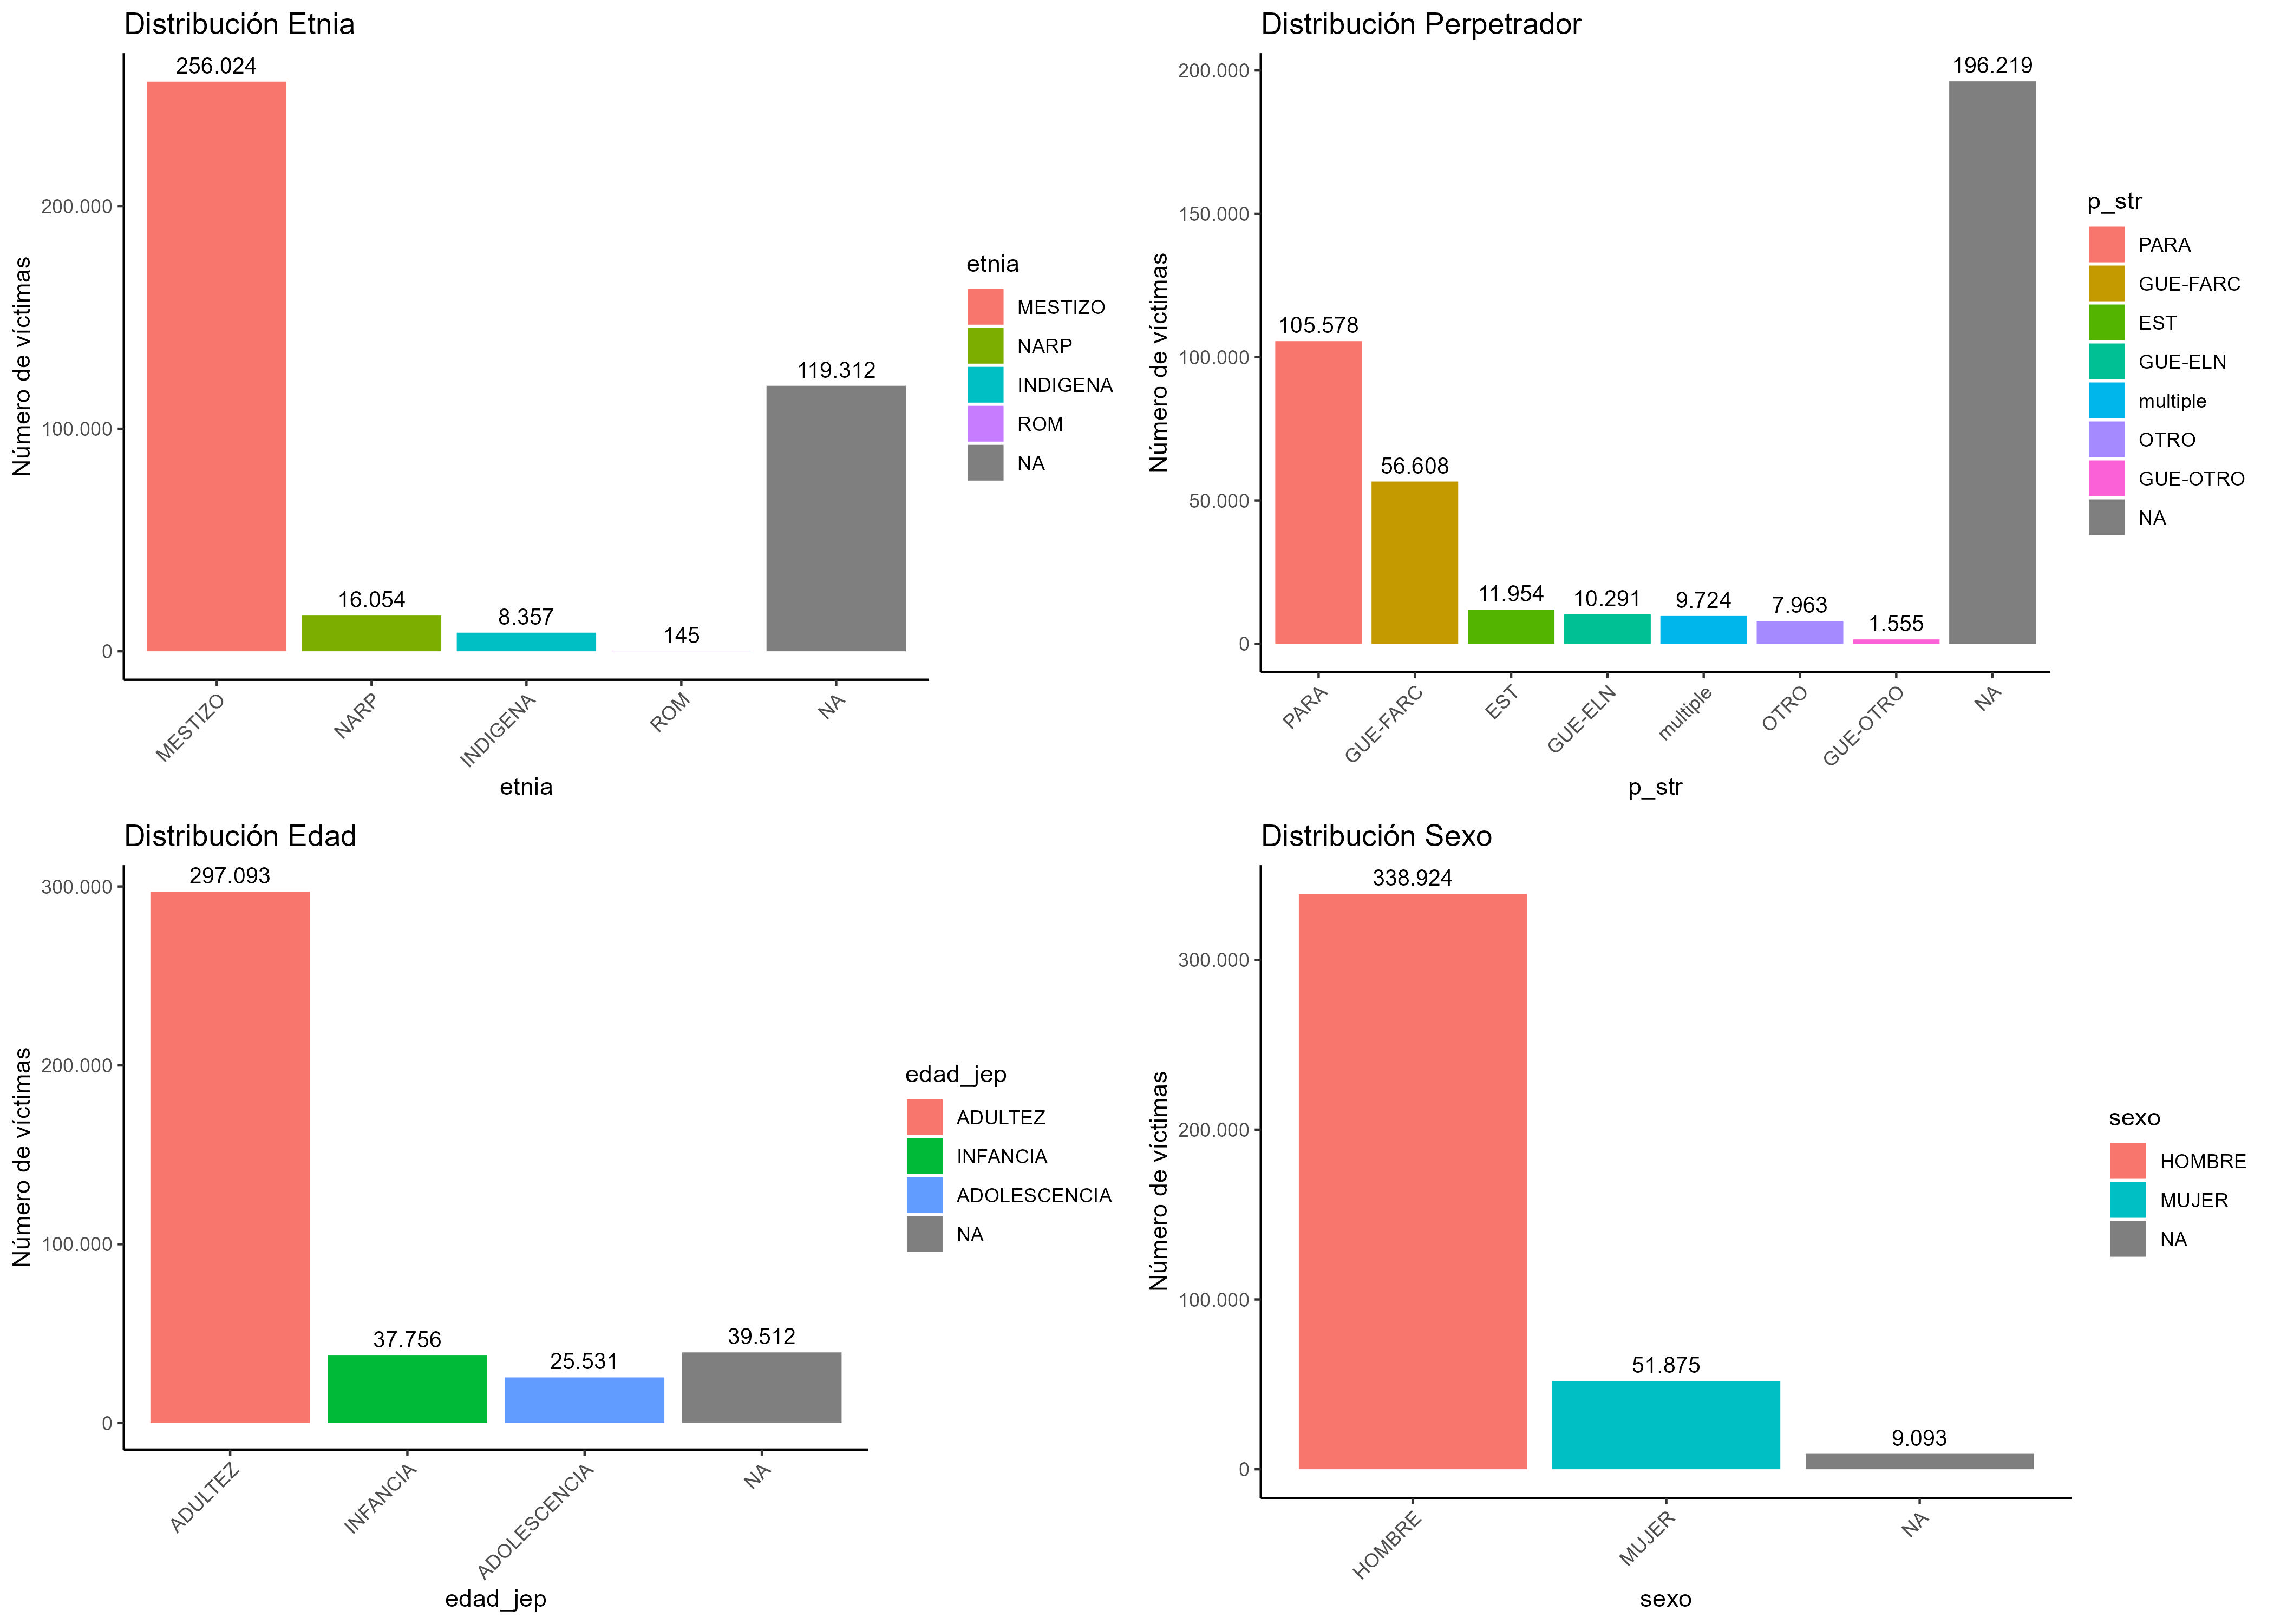 Distribución Etnia
Número de víctimas
200.000
100.000
0
256.024
16.054
8.357
145
119.312
MESTIZO
NARP
INDIGENA
ROM
NA
etnia
etnia
MESTIZO
NARP
INDIGENA
ROM
NA
Distribución Perpetrador
Número de víctimas
200.000
150.000
100.000
50.000
0
105.578
56.608
11.954
10.291
9.724
7.963
1.555
196.219
PARA
GUE-FARC
EST
GUE-ELN
multiple
OTRO
GUE-OTRO
NA
p_str
p_str
PARA
GUE-FARC
EST
GUE-ELN
multiple
OTRO
GUE-OTRO
NA
Distribución Edad
Número de víctimas
300.000
200.000
100.000
0
297.093
37.756
25.531
39.512
ADULTEZ
INFANCIA
ADOLESCENCIA
NA
edad_jep
edad_jep
ADULTEZ
INFANCIA
ADOLESCENCIA
NA
Distribución Sexo
Número de víctimas
300.000
200.000
100.000
0
338.924
51.875
9.093
HOMBRE
MUJER
NA
sexo
sexo
HOMBRE
MUJER
NA